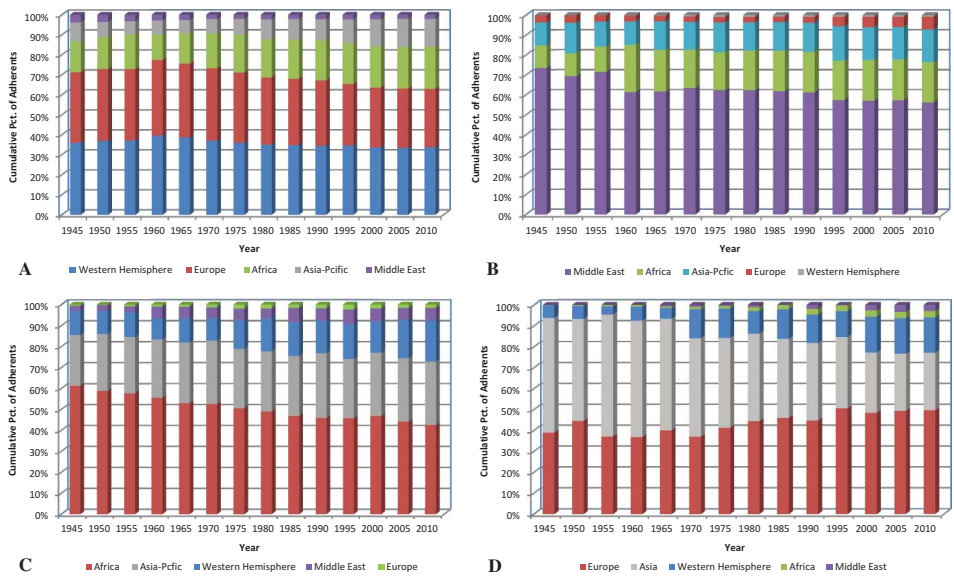 100%
90%
80%
70%
60%
50%
40%
30%
20%
10%
0%
Cumulative Pct. of Adherents
1945 1950 1955 1960 1965 1970 1975 1980 1985 1990 1995 2000 2005 2010
Year
A
Western Hemisphere Europe Africa Asia-Pcific Middle East
100%
90%
80%
70%
60%
50%
40%
30%
20%
10%
0%
Cumulative Pct. of Adherents
1945 1950 1955 1960 1965 1970 1975 1980 1985 1990 1995 2000 2005 2010
Year
B
Middle East Africa Asia-Pcfic Europe Western Hemisphere
100%
90%
80%
70%
60%
50%
40%
30%
20%
10%
0%
Cumulative Pct. of Adherents
1945 1950 1955 1960 1965 1970 1975 1980 1985 1990 1995 2000 2005 2010
Year
C
Africa Asia-Pcfic Western Hemisphere Middle East Europe
100%
90%
80%
70%
60%
50%
40%
30%
20%
10%
0%
Cumulative Pct. of Adherents
1945 1950 1955 1960 1965 1970 1975 1980 1985 1990 1995 2000 2005 2010
Year
D
Europe Asia Western Hemisphere Africa Middle East